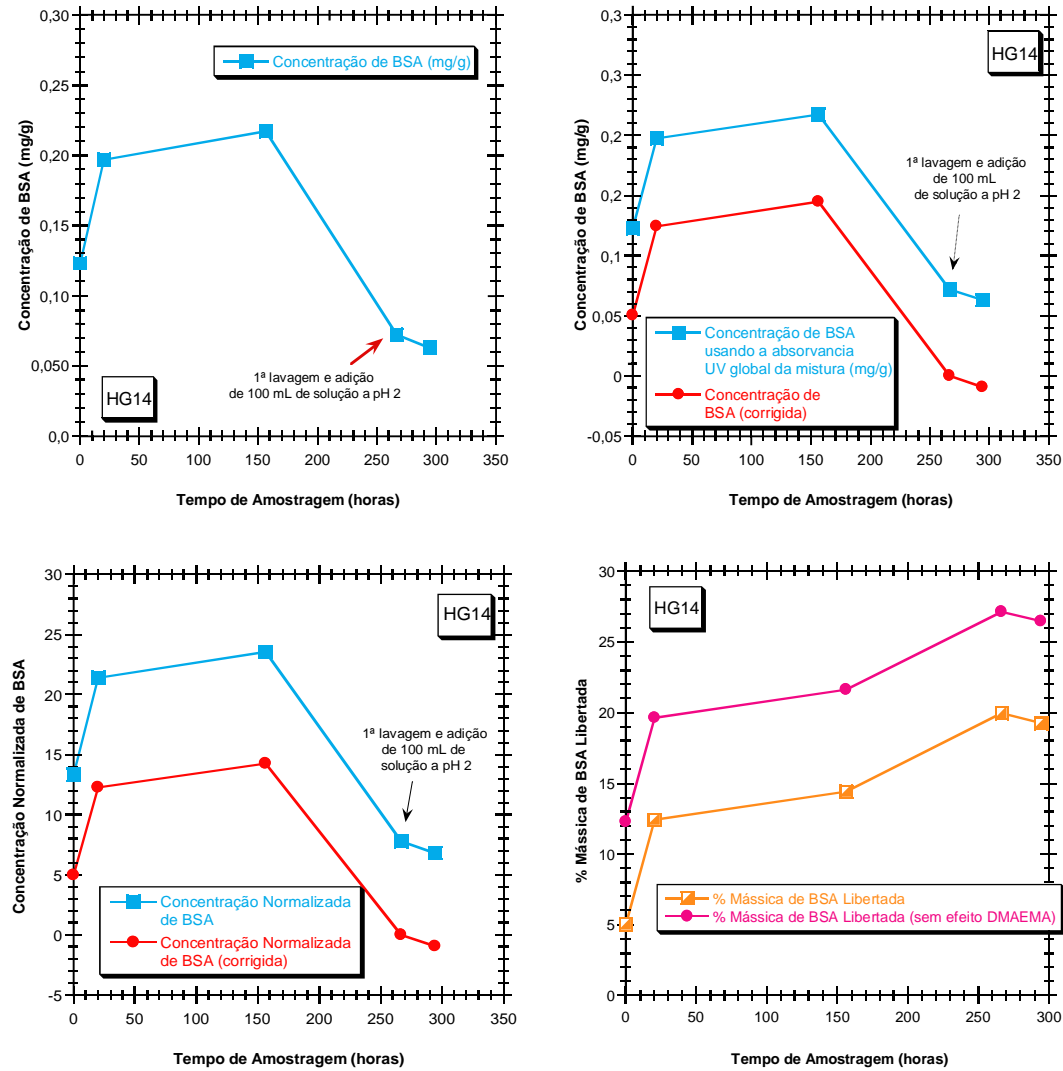 0,30
0,25
0,20
0,15
0,10
0,050
0,0
Concentração de BSA (mg/g)
Concentração de BSA (mg/g)
1ª lavagem e adição
de 100 mL de solução a pH 2
HG14
0 50 100 150 200 250 300 350
Tempo de Amostragem (horas)
0,3
0,3
0,2
0,2
0,1
0,05
0
-0,05
Concentração de BSA (mg/g)
HG14
1ª lavagem e adição
de 100 mL
de solução a pH 2
Concentração de BSA
usando a absorvancia
UV global da mistura (mg/g)
Concentração de
BSA (corrigida)
0 50 100 150 200 250 300 350
Tempo de Amostragem (horas)
30
25
20
15
10
5
0
-5
Concentração Normalizada de BSA
HG14
1ª lavagem e adição
de 100 mL de
solução a pH 2
Concentração Normalizada
de BSA
Concentração Normalizada
de BSA (corrigida)
0 50 100 150 200 250 300 350
Tempo de Amostragem (horas)
30
25
20
15
10
5
0
% Mássica de BSA Libertada
HG14
% Mássica de BSA Libertada
% Mássica de BSA Libertada (sem efeito DMAEMA)
0 50 100 150 200 250 300
Tempo de Amostragem (horas)